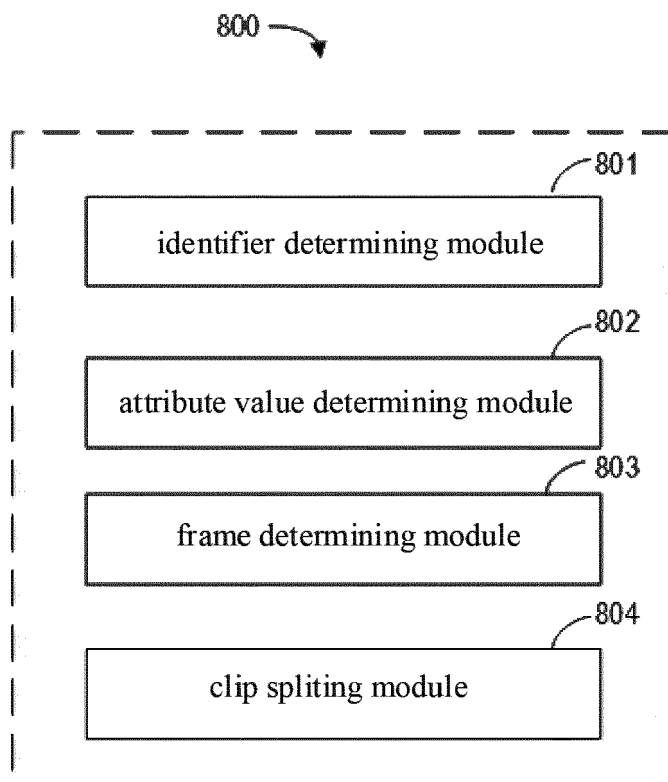 800
801
identifier determining module
802
attribute value determining module
803
frame determining module
804
clip spliting module